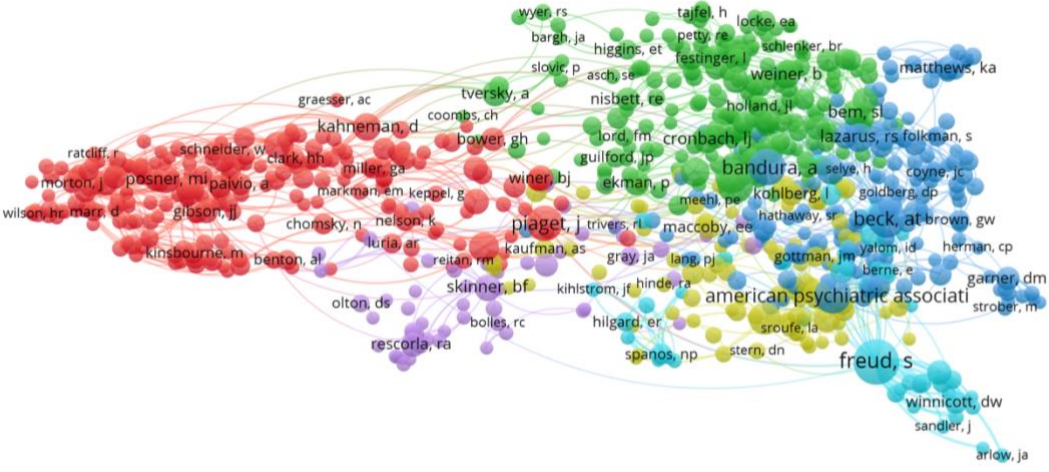 wyer, rs
tajfel, h
locke, ea
bargh, ja
petty, re
higgins, et
schlenker, br
festinger, l
slovic, p
asch, se
weiner, b
matthews, ka
tversky, a
nisbett, re
holland, jl
graesser, ac
coombs, ch
bem, sl
kahneman, d
bower, gh
lord, fm
cronbach, lj
lazarus, rs
folkman, s
ratcliff, r
schneider, w
clark, hh
guilford, jp
miller, ga
bandura, a
selye, h
coyne, jc
morton, j
posner, mi
paivio, a
winer, bj
ekman, p
markman, em
keppel, g
meehl, pe
kohlberg, l
goldberg, dp
wilson, hr
marr, d
gibson, jj
chomsky, n
nelson, k
piaget, j
trivers, rl
maccoby, ee
hathaway, sr
beck, at
brown, gw
kinsbourne, m
benton, al
luria, ar
reitan, rm
kaufman, as
gray, ja
lang, pj
gottman, jm
yalom, id
herman, cp
berne, e
skinner, bf
kihlstrom, jf
hinde, ra
garner, dm
olton, ds
american psychiatric associati
strober, m
bolles, rc
hilgard, er
sroufe, la
rescorla, ra
spanos, np
stern, dn
freud, s
winnicott, dw
sandler, j
arlow, ja